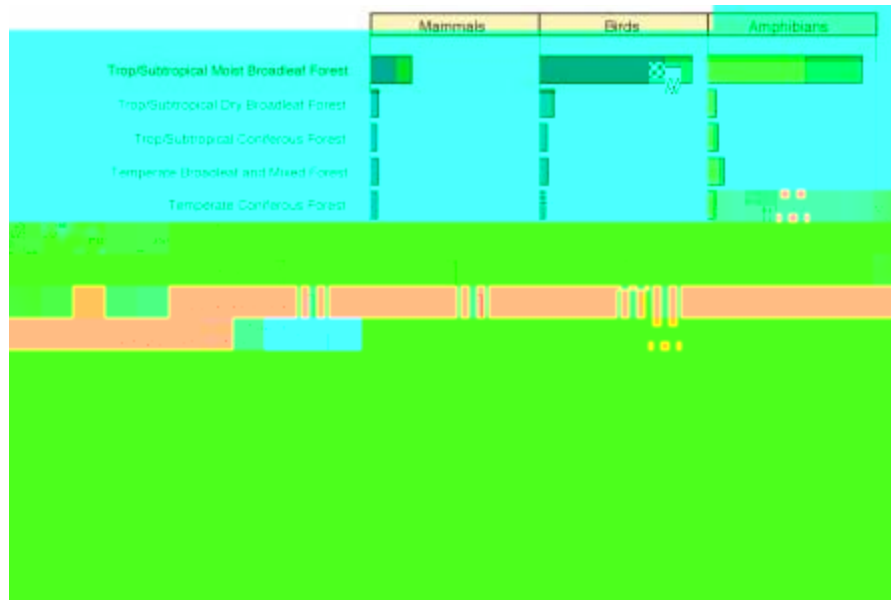 Mammals Birds Amphibians
Trop/Subtropical Moist Broadleaf Forest
Trop/Subtropical Dry Broadleaf Forest
Trop/Subtropical Coniferous Forest
Temperate Broadleaf and Mixed Forest
Temperate Coniferous Forest